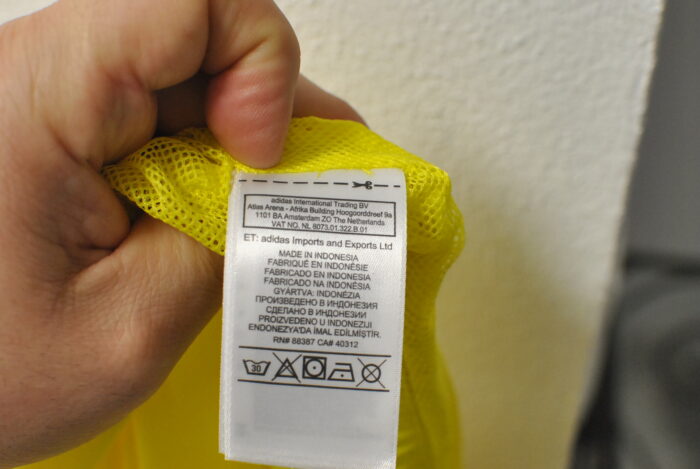 adidas International Trading BV
Atlas Arena - Afrika Building Hoogoorddreef 9a
1101 BA Amsterdam ZO The Netherlands
VAT NO. NL 8073.01.322.B.01
ET: adidas Imports and Exports Ltd
MADE IN INDONESIA
FABRIQUÉ EN INDONÉSIE
FABRICADO EN INDONESIA
FABRICADO NA INDONÉSIA
GYÁRTVA: INDONÉZIA
ПРОИЗВЕДЕНО В ИНДОНЕЗИЯ
СДЕЛАНО В ИНДОНЕЗИИ
PROIZVEDENO U INDONEZIJI
ENDONEZYA'DA İMAL EDİLMİŞTİR.
RN# 88387 CA# 40312
30